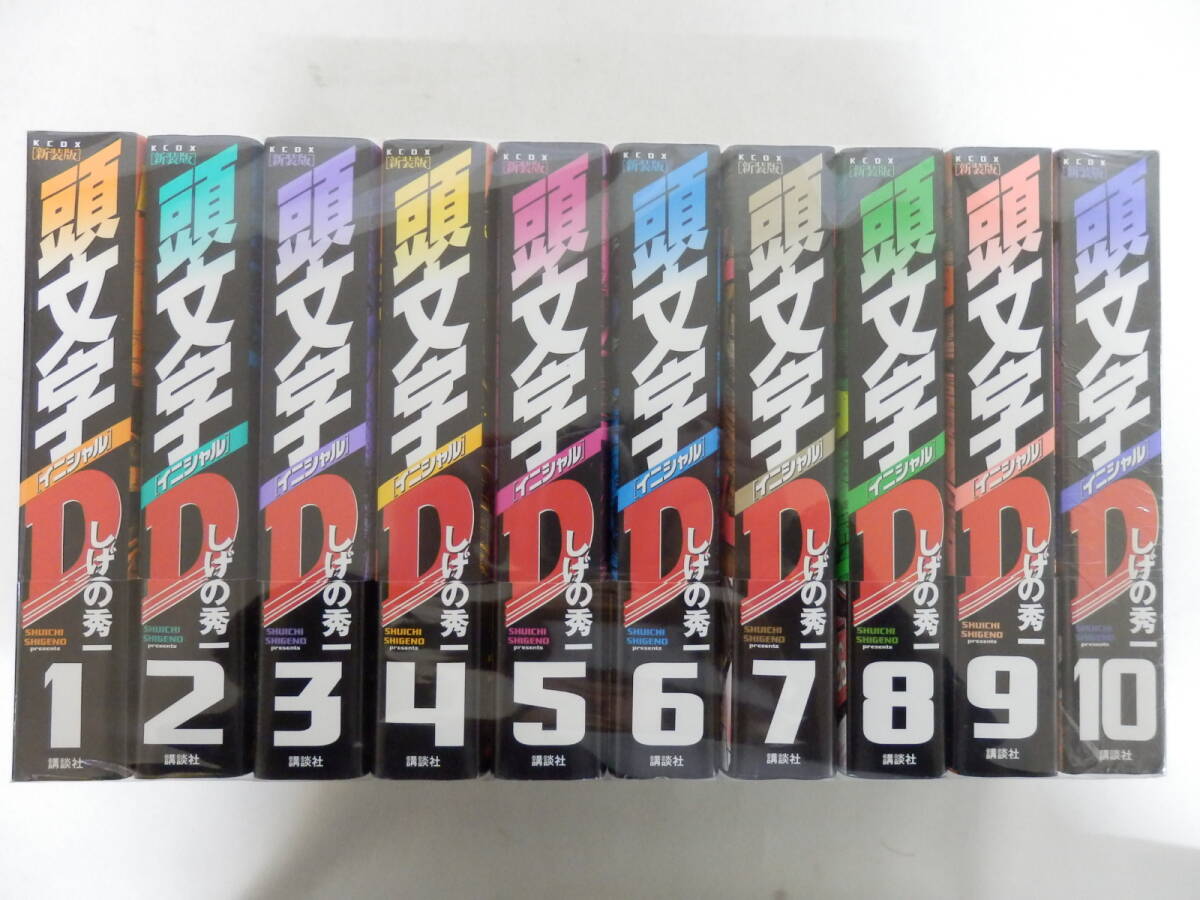 KCDX
[新装版]
頭文字
[イニシャル]
D
しげの秀一
SHUICHI
SHIGENO
presents
1
講談社
KCDX
[新装版]
頭文字
[イニシャル]
D
しげの秀一
SHUICHI
SHIGENO
presents
2
講談社
KCDX
[新装版]
頭文字
[イニシャル]
D
しげの秀一
SHUICHI
SHIGENO
presents
3
講談社
KCDX
[新装版]
頭文字
[イニシャル]
D
しげの秀一
SHUICHI
SHIGENO
presents
4
講談社
KCDX
[新装版]
頭文字
[イニシャル]
D
しげの秀一
SHUICHI
SHIGENO
presents
5
講談社
KCDX
[新装版]
頭文字
[イニシャル]
D
しげの秀一
SHUICHI
SHIGENO
presents
6
講談社
KCDX
[新装版]
頭文字
[イニシャル]
D
しげの秀一
SHUICHI
SHIGENO
presents
7
講談社
KCDX
[新装版]
頭文字
[イニシャル]
D
しげの秀一
SHUICHI
SHIGENO
presents
8
講談社
KCDX
[新装版]
頭文字
[イニシャル]
D
しげの秀一
SHUICHI
SHIGENO
presents
9
講談社
KCDX
[新装版]
頭文字
[イニシャル]
D
しげの秀一
SHUICHI
SHIGENO
presents
10
講談社